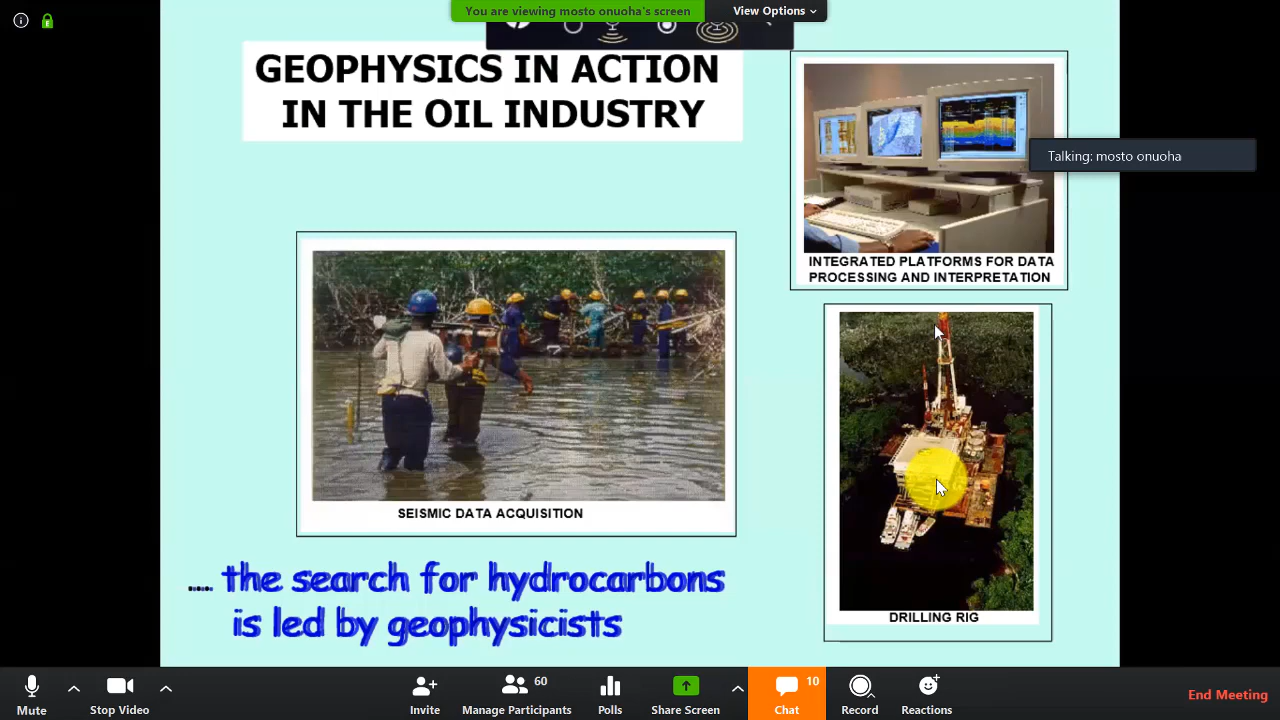 You are viewing mosto onuoha's screen
View Options
GEOPHYSICS IN ACTION
IN THE OIL INDUSTRY
Talking: mosto onuoha
INTEGRATED PLATFORMS FOR DATA
PROCESSING AND INTERPRETATION
SEISMIC DATA ACQUISITION
.... the search for hydrocarbons
is led by geophysicists
DRILLING RIG
Mute
Stop Video
Invite
60
Manage Participants
Polls
Share Screen
10
Chat
Record
Reactions
End Meeting